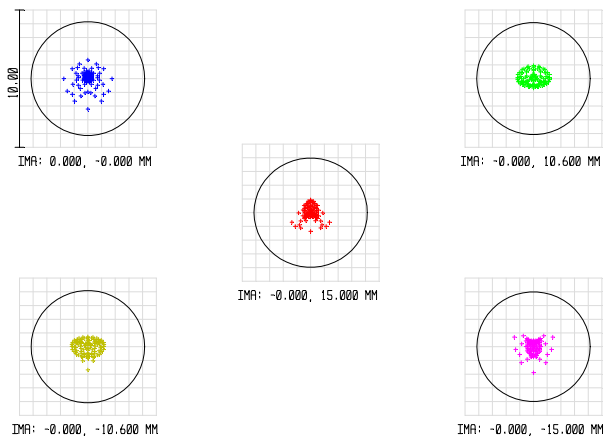 10.00
IMA: 0.000, -0.000 MM
IMA: -0.000, 10.600 MM
IMA: -0.000, 15.000 MM
IMA: -0.000, -10.600 MM
IMA: -0.000, -15.000 MM